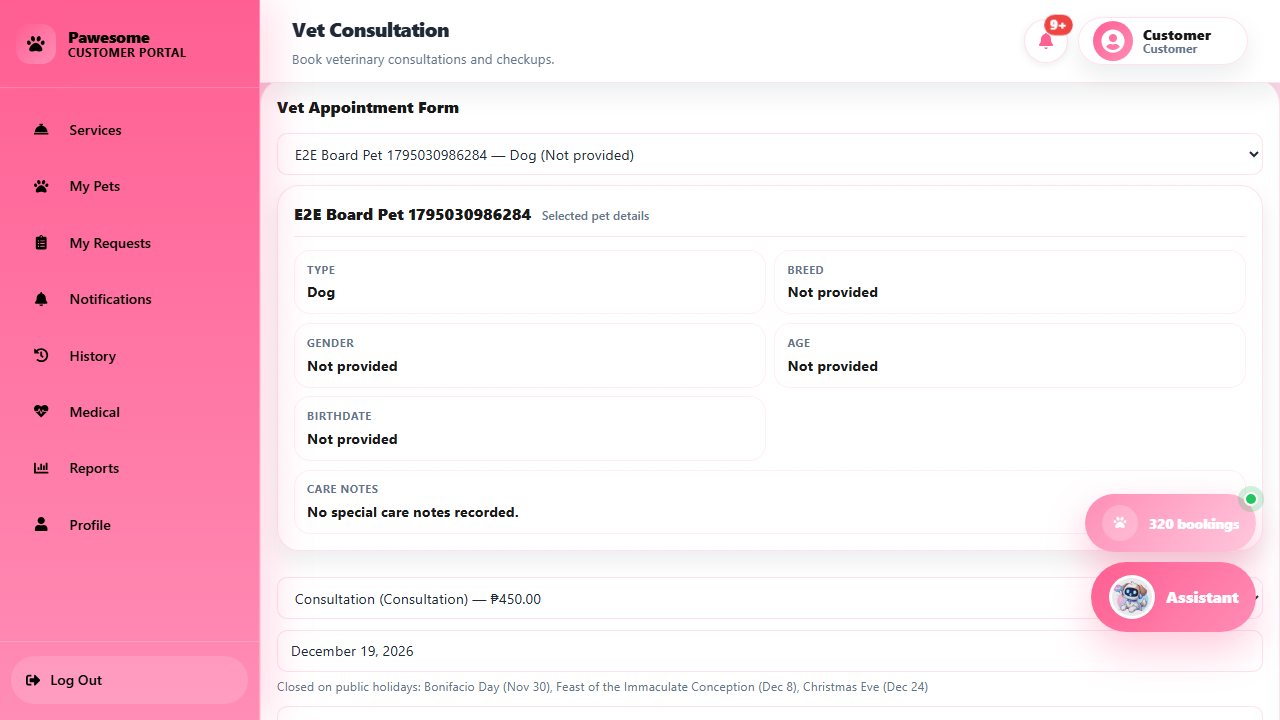 Pawesome
CUSTOMER PORTAL
Services
My Pets
My Requests
Notifications
History
Medical
Reports
Profile
Log Out
Vet Consultation
Book veterinary consultations and checkups.
9+
Customer
Customer
Vet Appointment Form
E2E Board Pet 1795030986284 — Dog (Not provided)
E2E Board Pet 1795030986284 Selected pet details
TYPE
Dog
BREED
Not provided
GENDER
Not provided
AGE
Not provided
BIRTHDATE
Not provided
CARE NOTES
No special care notes recorded.
320 bookings
Consultation (Consultation) — ₱450.00
Assistant
December 19, 2026
Closed on public holidays: Bonifacio Day (Nov 30), Feast of the Immaculate Conception (Dec 8), Christmas Eve (Dec 24)